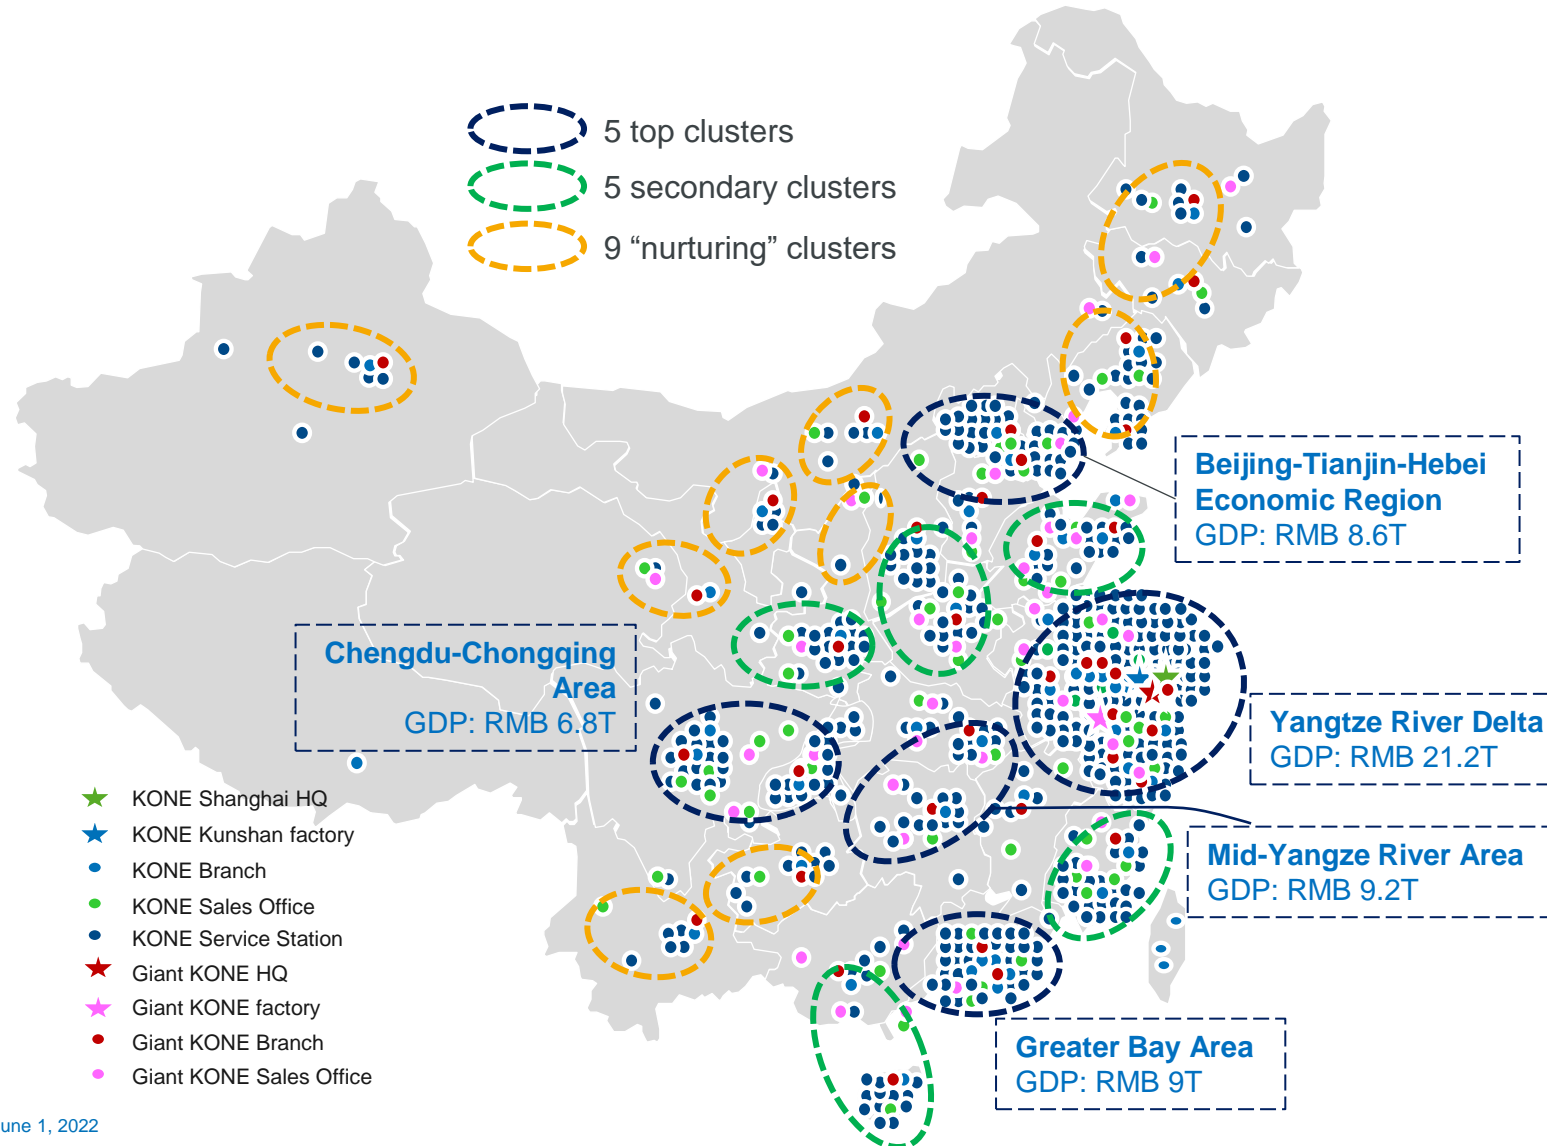 5 top clusters
5 secondary clusters
9 “nurturing” clusters
Beijing-Tianjin-Hebei
Economic Region
GDP: RMB 8.6T
Chengdu-Chongqing
Area
GDP: RMB 6.8T
Yangtze River Delta
GDP: RMB 21.2T
Mid-Yangze River Area
GDP: RMB 9.2T
Greater Bay Area
GDP: RMB 9T
KONE Shanghai HQ
KONE Kunshan factory
KONE Branch
KONE Sales Office
KONE Service Station
Giant KONE HQ
Giant KONE factory
Giant KONE Branch
Giant KONE Sales Office
une 1, 2022